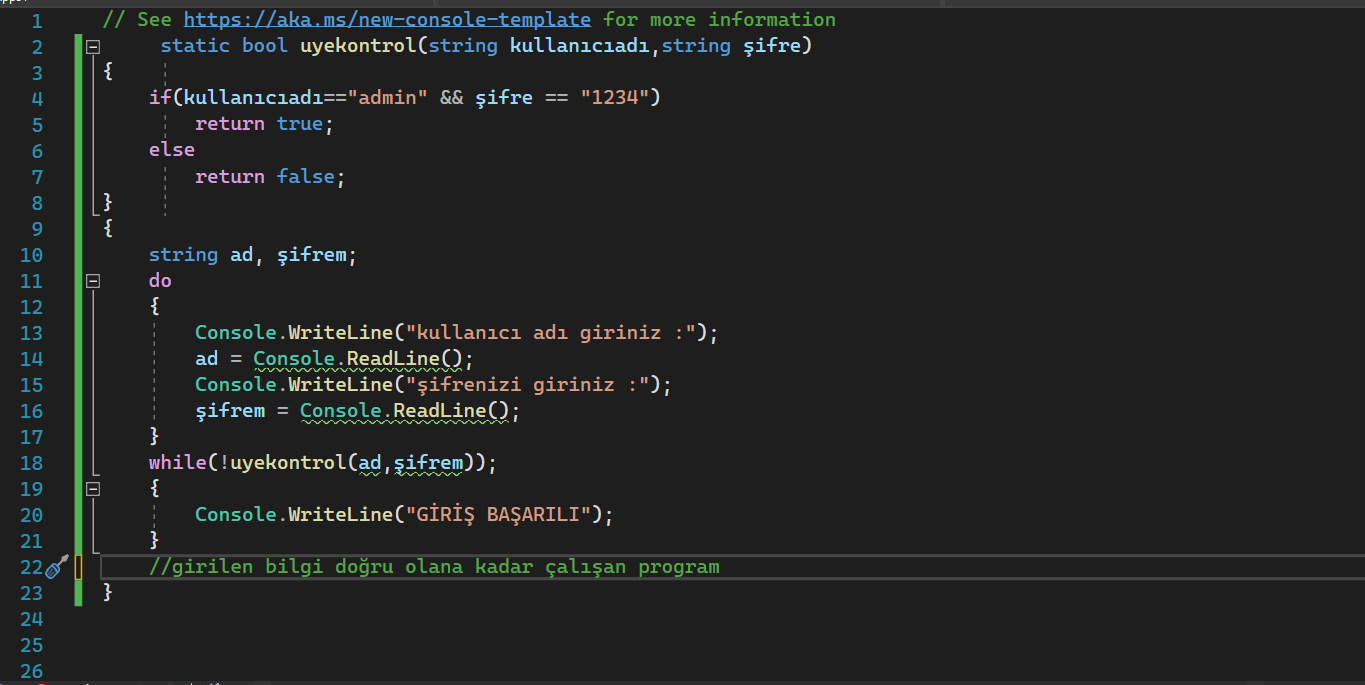 1 // See https://aka.ms/new-console-template for more information
2 static bool uyekontrol(string kullanıcıadı,string şifre)
3 {
4 if(kullanıcıadı=="admin" && şifre == "1234")
5 return true;
6 else
7 return false;
8 }
9 {
10 string ad, şifrem;
11 do
12 {
13 Console.WriteLine("kullanıcı adı giriniz :");
14 ad = Console.ReadLine();
15 Console.WriteLine("şifrenizi giriniz :");
16 şifrem = Console.ReadLine();
17 }
18 while(!uyekontrol(ad,şifrem));
19 {
20 Console.WriteLine("GİRİŞ BAŞARILI");
21 }
22 //girilen bilgi doğru olana kadar çalışan program
23 }
24
25
26